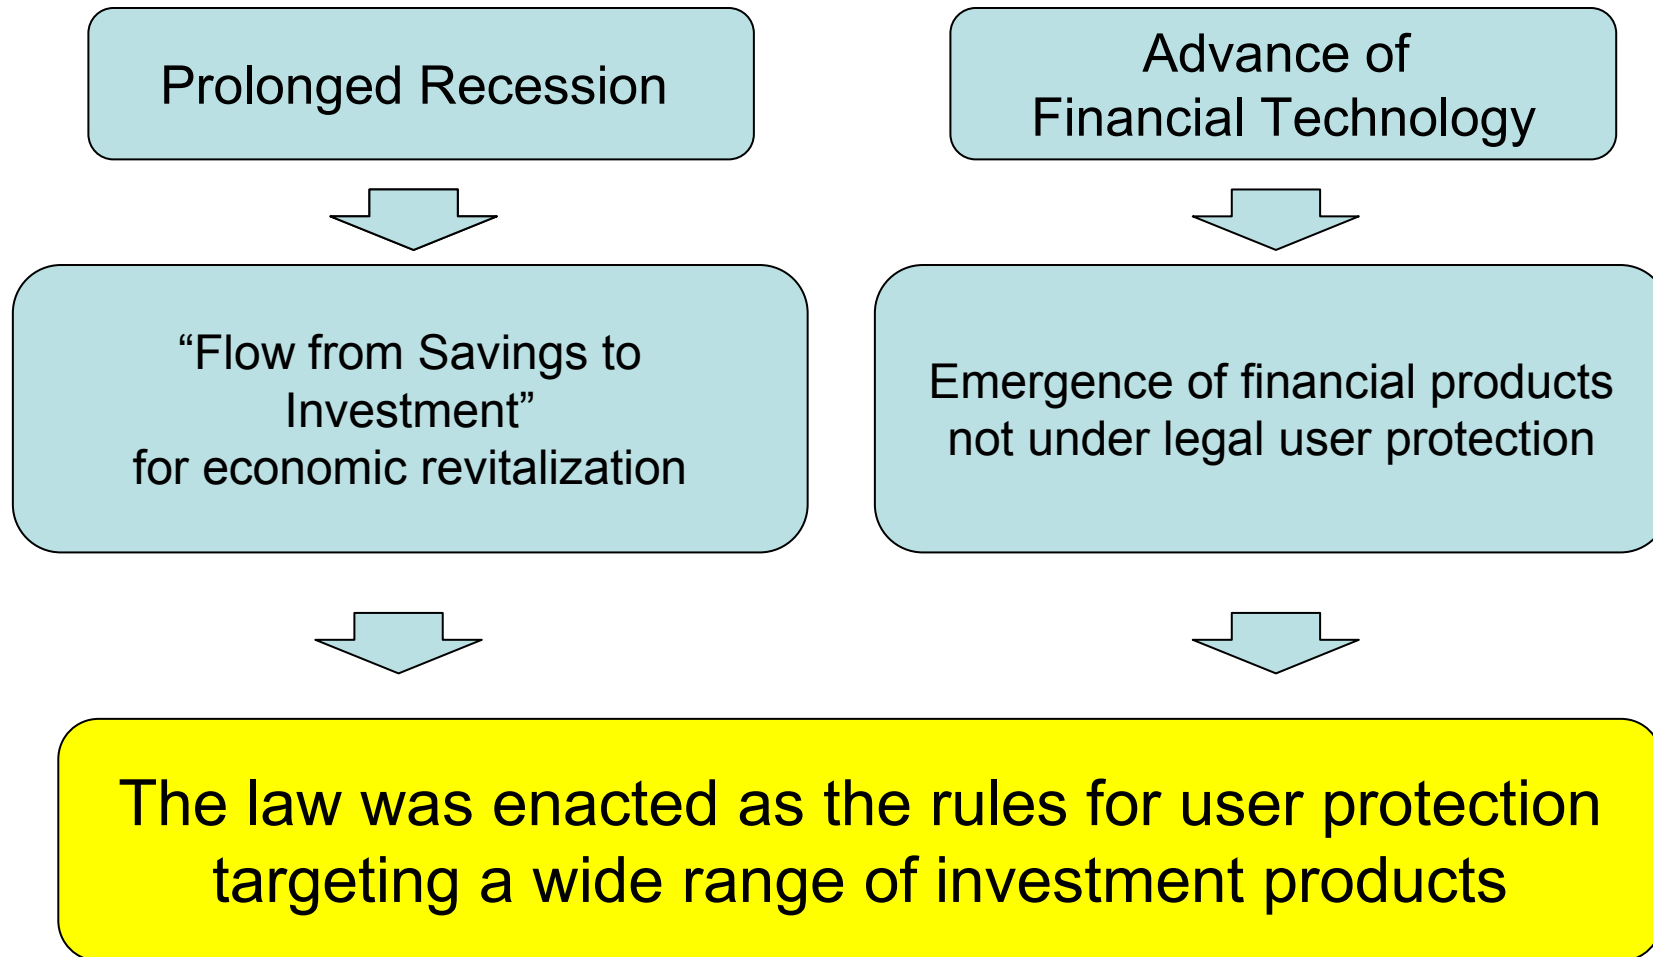 Prolonged Recession
Advance of
Financial Technology
“Flow from Savings to
Investment”
for economic revitalization
Emergence of financial products
not under legal user protection
The law was enacted as the rules for user protection
targeting a wide range of investment products